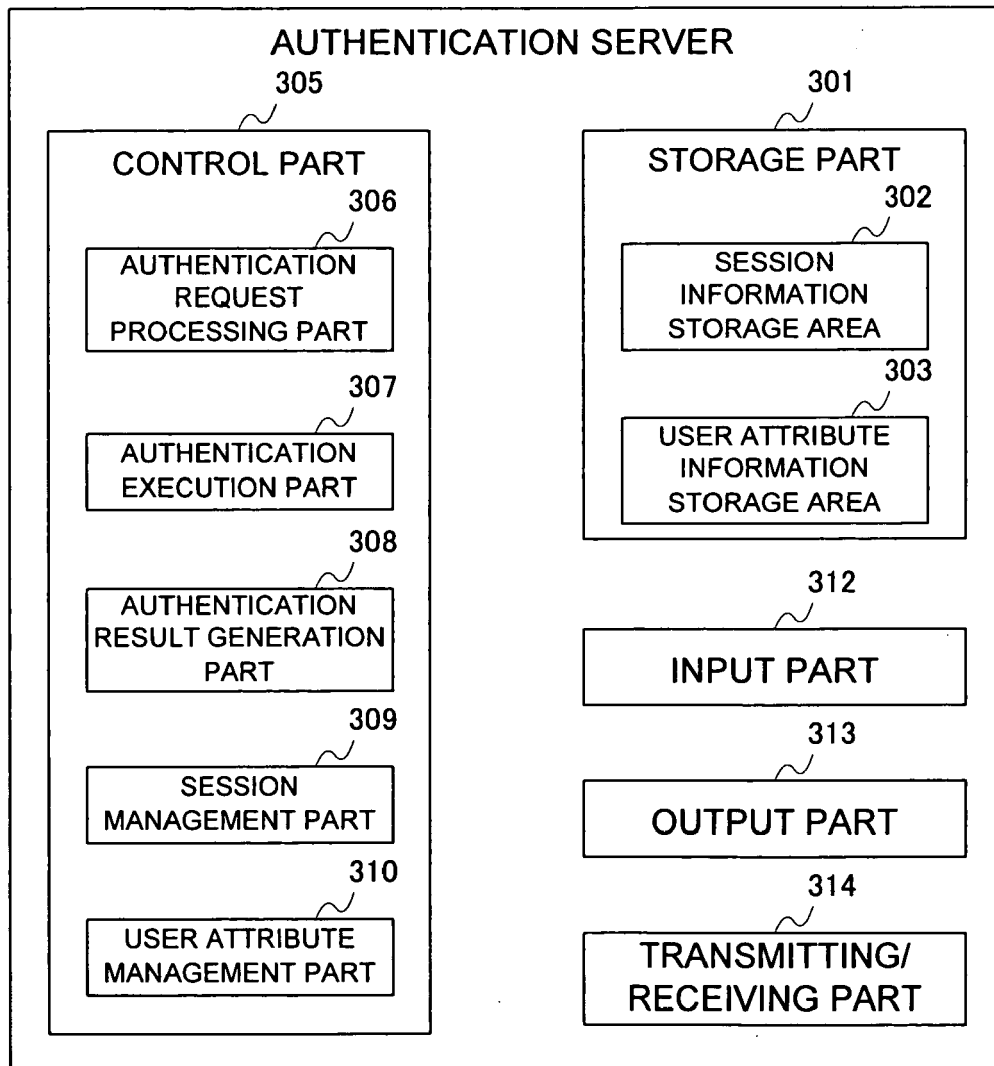 AUTHENTICATION SERVER
305
CONTROL PART
306
AUTHENTICATION
REQUEST
PROCESSING PART
307
AUTHENTICATION
EXECUTION PART
308
AUTHENTICATION
RESULT GENERATION
PART
309
SESSION
MANAGEMENT PART
310
USER ATTRIBUTE
MANAGEMENT PART
301
STORAGE PART
302
SESSION
INFORMATION
STORAGE AREA
303
USER ATTRIBUTE
INFORMATION
STORAGE AREA
312
INPUT PART
313
OUTPUT PART
314
TRANSMITTING/
RECEIVING PART